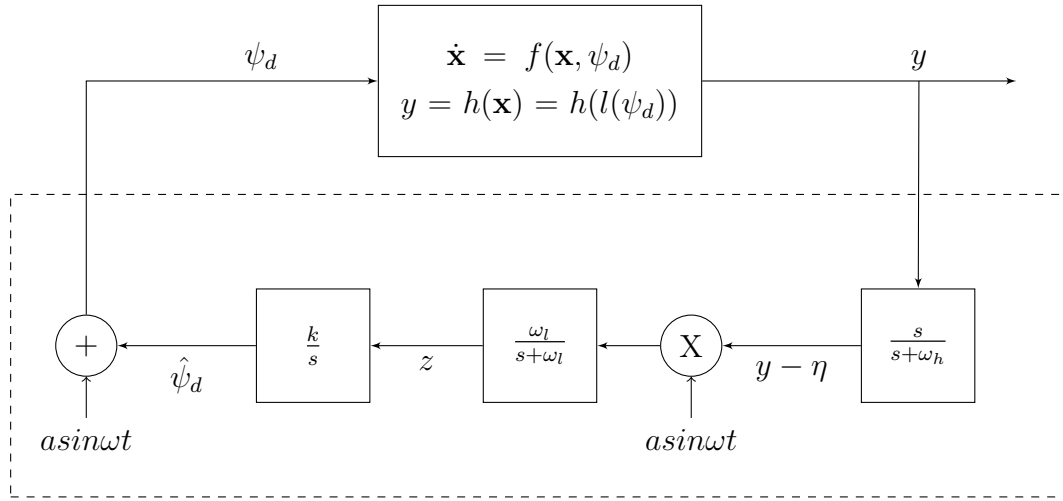 ψ_d
ẋ = f(x, ψ_d)
y = h(x) = h(l(ψ_d))
y
+
k/s
ω_l/(s+ω_l)
X
s/(s+ω_h)
ψ̂_d
z
y − η
asinωt
asinωt